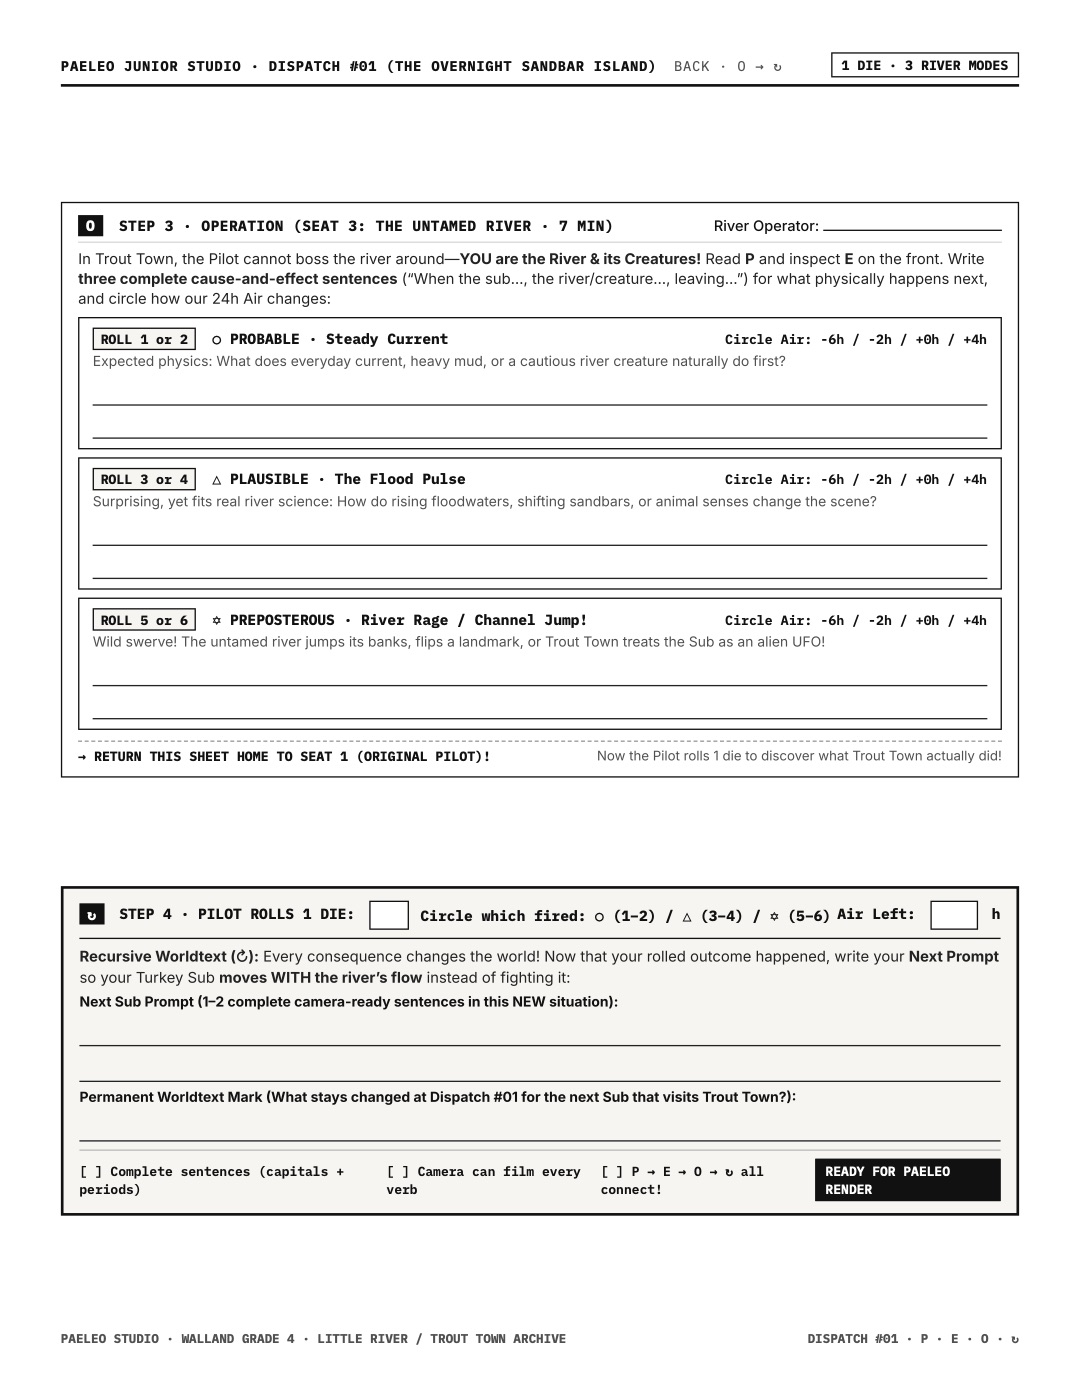 PAELEO JUNIOR STUDIO · DISPATCH #01 (THE OVERNIGHT SANDBAR ISLAND) BACK · O → ↻
1 DIE · 3 RIVER MODES
O STEP 3 · OPERATION (SEAT 3: THE UNTAMED RIVER · 7 MIN) River Operator:
In Trout Town, the Pilot cannot boss the river around—YOU are the River & its Creatures! Read P and inspect E on the front. Write
three complete cause-and-effect sentences (“When the sub…, the river/creature…, leaving…”) for what physically happens next,
and circle how our 24h Air changes:
ROLL 1 or 2 ○ PROBABLE · Steady Current Circle Air: -6h / -2h / +0h / +4h
Expected physics: What does everyday current, heavy mud, or a cautious river creature naturally do first?
ROLL 3 or 4 △ PLAUSIBLE · The Flood Pulse Circle Air: -6h / -2h / +0h / +4h
Surprising, yet fits real river science: How do rising floodwaters, shifting sandbars, or animal senses change the scene?
ROLL 5 or 6 ✡ PREPOSTEROUS · River Rage / Channel Jump! Circle Air: -6h / -2h / +0h / +4h
Wild swerve! The untamed river jumps its banks, flips a landmark, or Trout Town treats the Sub as an alien UFO!
→ RETURN THIS SHEET HOME TO SEAT 1 (ORIGINAL PILOT)! Now the Pilot rolls 1 die to discover what Trout Town actually did!
↻ STEP 4 · PILOT ROLLS 1 DIE: Circle which fired: ○ (1–2) / △ (3–4) / ✡ (5–6) Air Left: h
Recursive Worldtext (↻): Every consequence changes the world! Now that your rolled outcome happened, write your Next Prompt
so your Turkey Sub moves WITH the river’s flow instead of fighting it:
Next Sub Prompt (1–2 complete camera-ready sentences in this NEW situation):
Permanent Worldtext Mark (What stays changed at Dispatch #01 for the next Sub that visits Trout Town?):
[ ] Complete sentences (capitals +
periods)
[ ] Camera can film every
verb
[ ] P → E → O → ↻ all
connect!
READY FOR PAELEO
RENDER
PAELEO STUDIO · WALLAND GRADE 4 · LITTLE RIVER / TROUT TOWN ARCHIVE
DISPATCH #01 · P · E · O · ↻